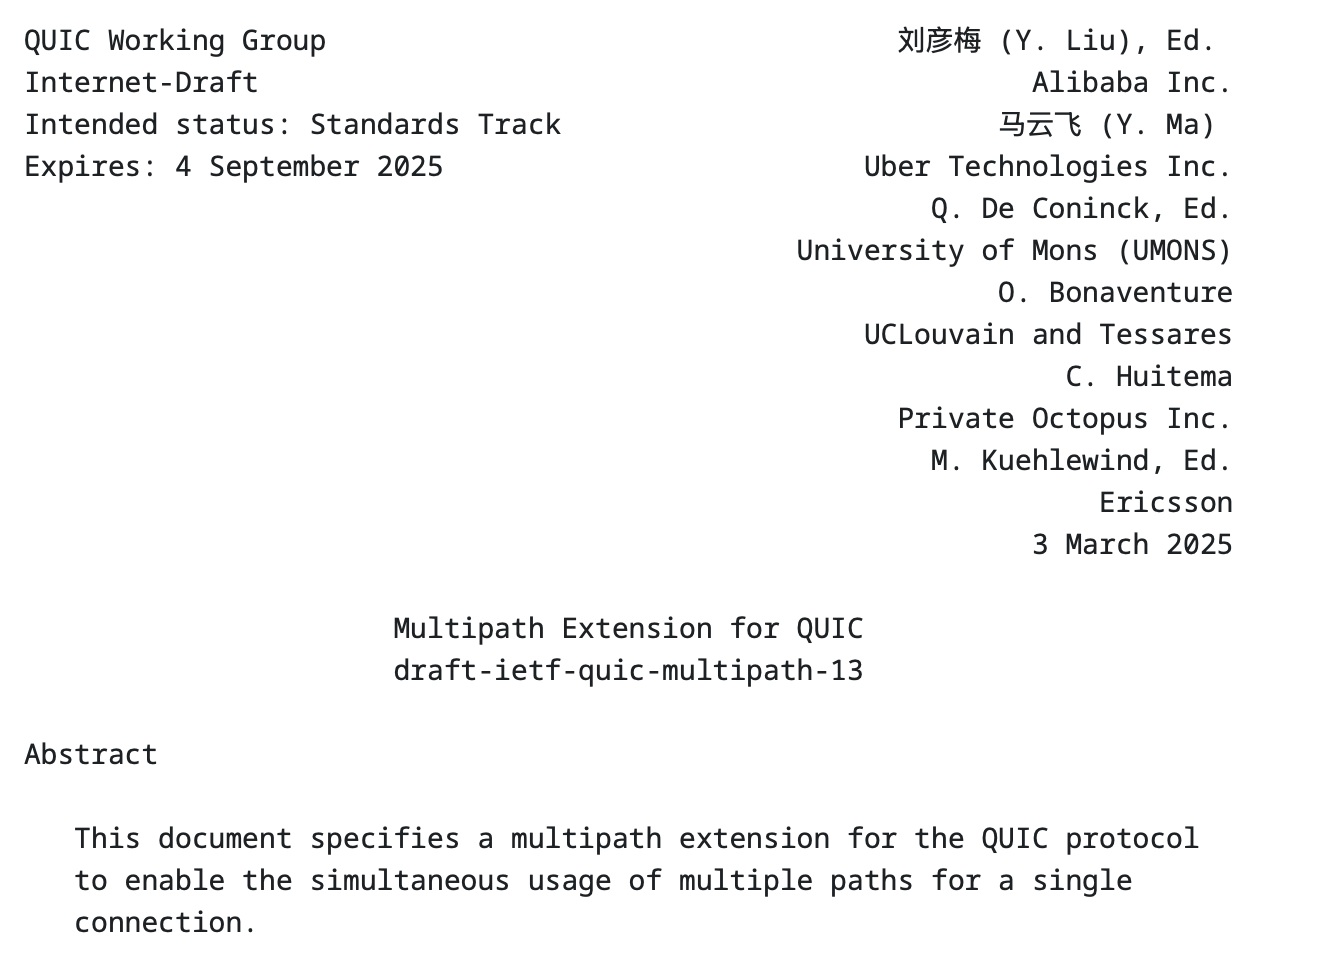 QUIC Working Group 刘彦梅 (Y. Liu), Ed.
Internet-Draft Alibaba Inc.
Intended status: Standards Track 马云飞 (Y. Ma)
Expires: 4 September 2025 Uber Technologies Inc.
Q. De Coninck, Ed.
University of Mons (UMONS)
O. Bonaventure
UCLouvain and Tessares
C. Huitema
Private Octopus Inc.
M. Kuehlewind, Ed.
Ericsson
3 March 2025
Multipath Extension for QUIC
draft-ietf-quic-multipath-13
Abstract
This document specifies a multipath extension for the QUIC protocol
to enable the simultaneous usage of multiple paths for a single
connection.